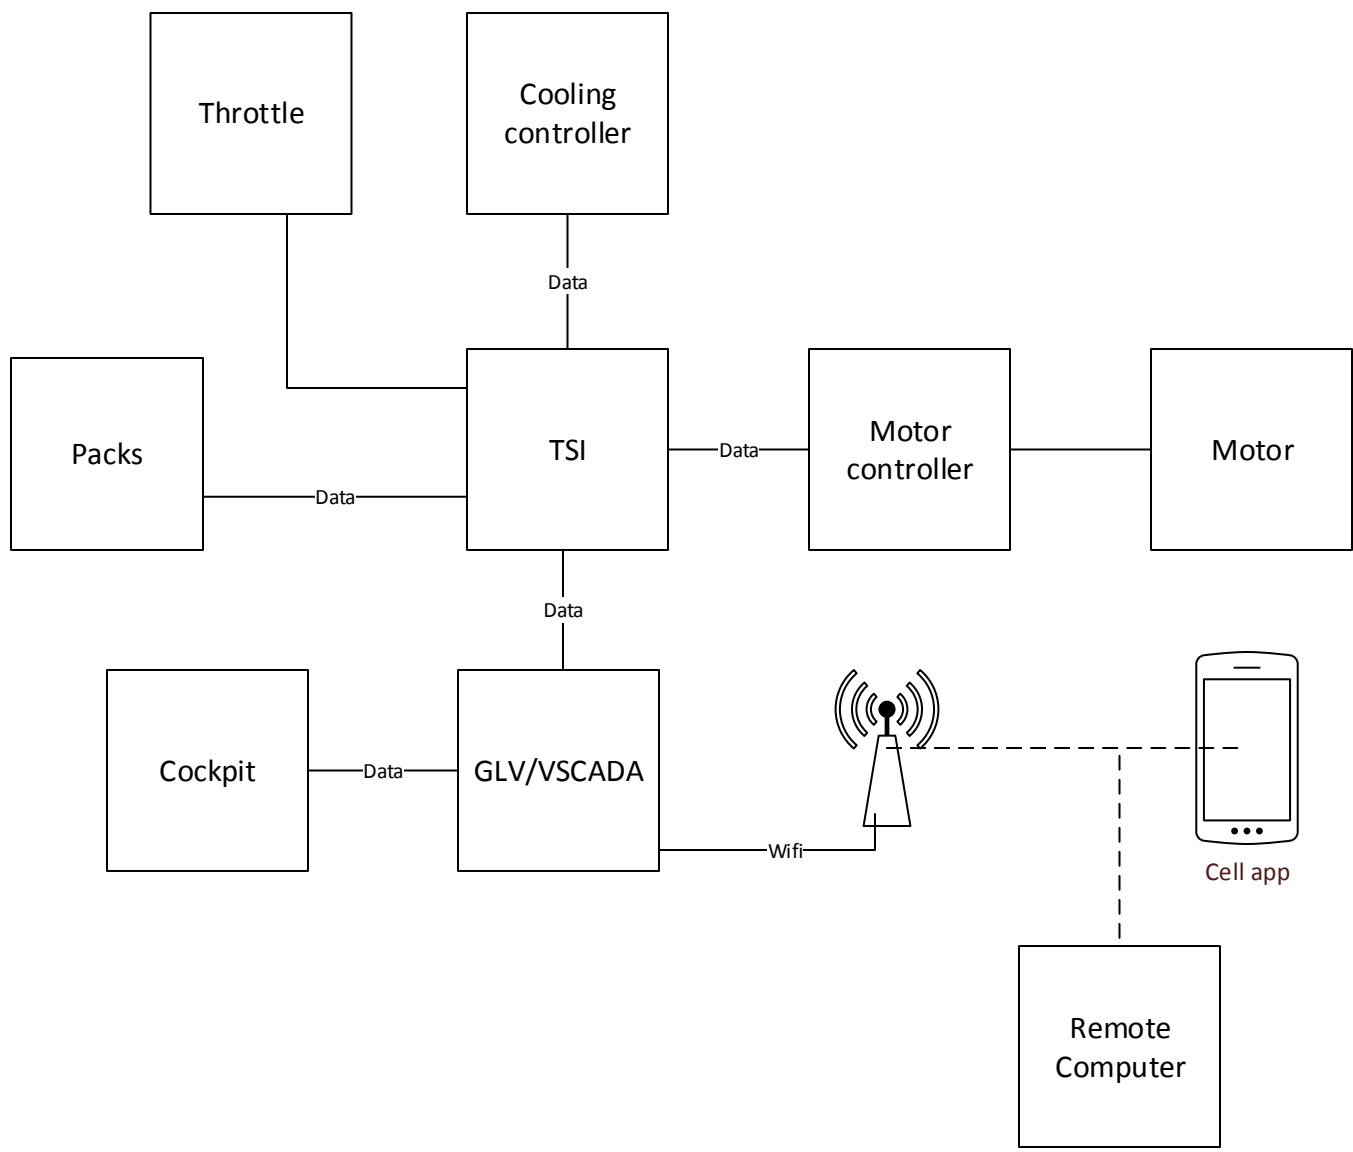 Throttle
Cooling
controller
Data
Packs
TSI
Data
Motor
controller
Motor
Data
Data
Cockpit
Data
GLV/VSCADA
Wifi
Cell app
Remote
Computer